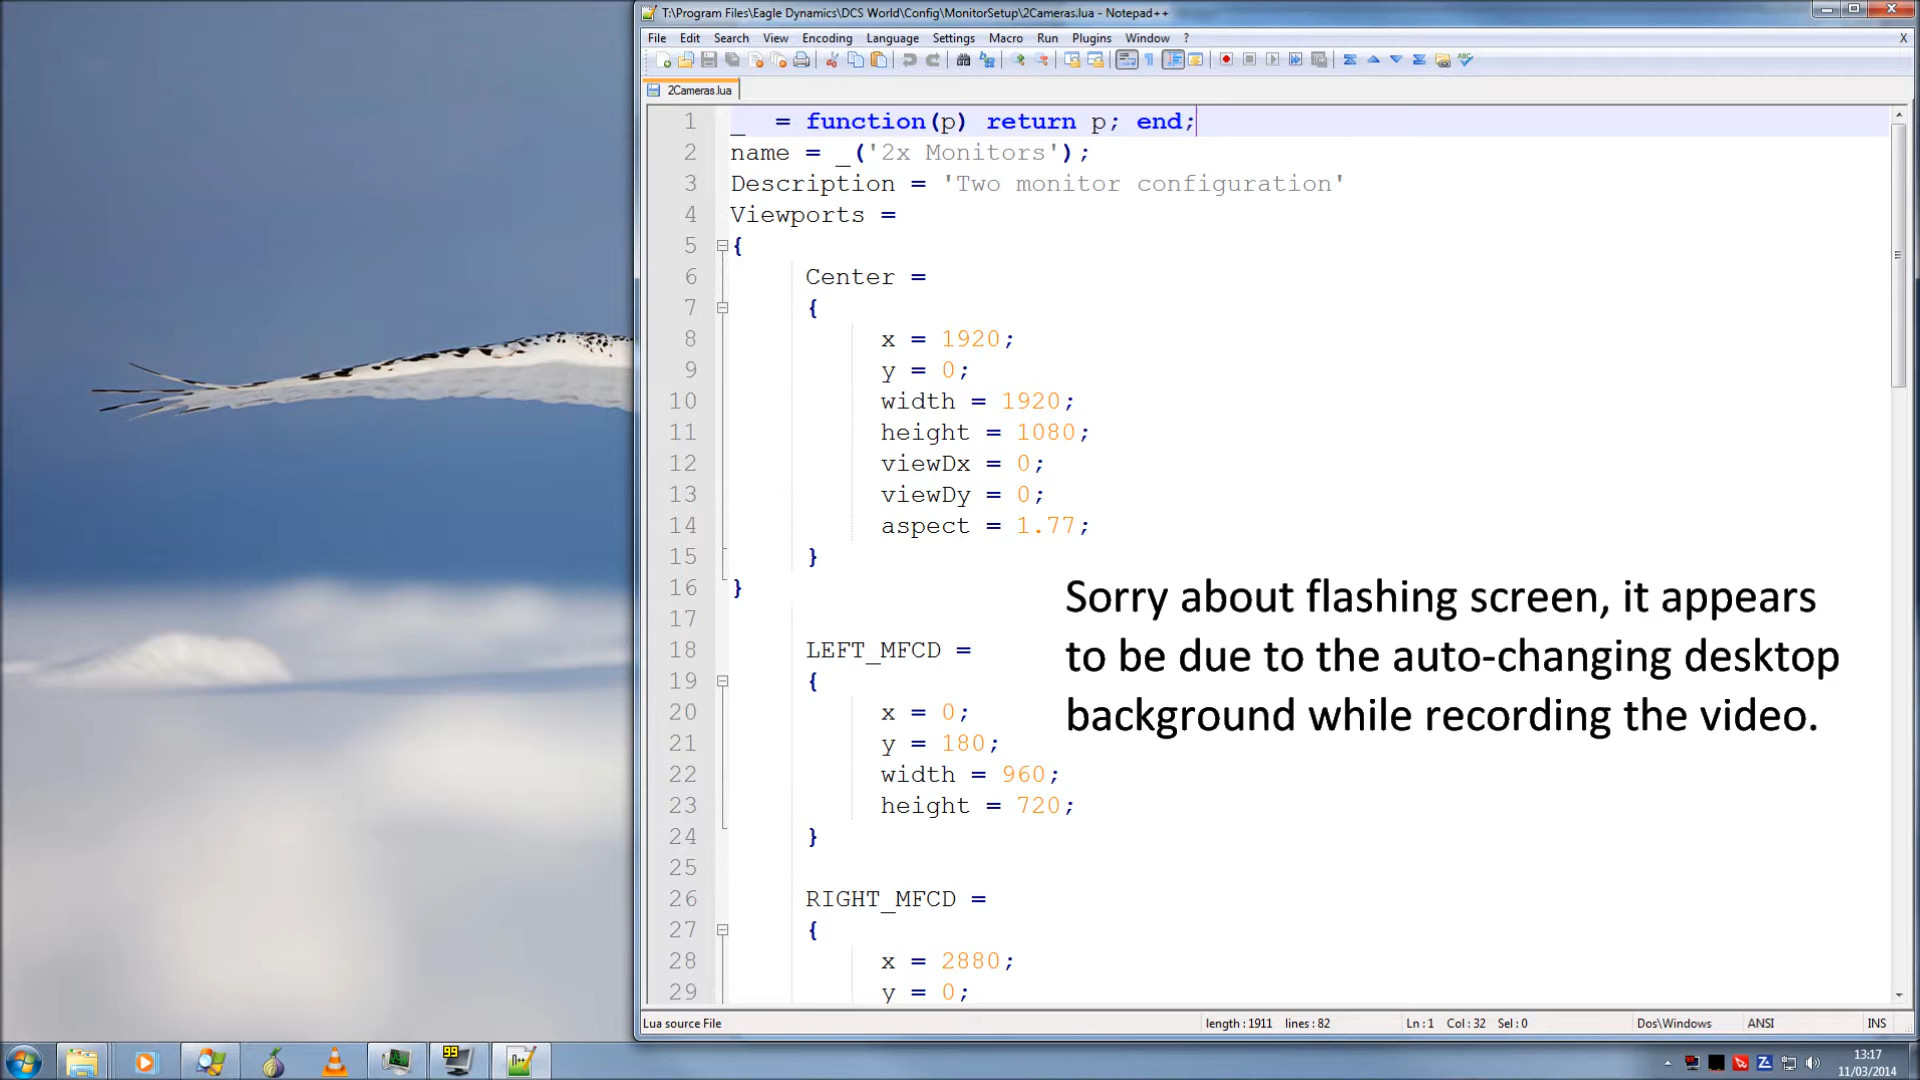 T:\Program Files\Eagle Dynamics\DCS World\Config\MonitorSetup\2Cameras.lua - Notepad++
File Edit Search View Encoding Language Settings Macro Run Plugins Window ? X
2Cameras.lua
1 _ = function(p) return p; end;
2 name = _('2x Monitors');
3 Description = 'Two monitor configuration'
4 Viewports =
5 {
6 Center =
7 {
8 x = 1920;
9 y = 0;
10 width = 1920;
11 height = 1080;
12 viewDx = 0;
13 viewDy = 0;
14 aspect = 1.77;
15 }
16 }
17
18 LEFT_MFCD =
19 {
20 x = 0;
21 y = 180;
22 width = 960;
23 height = 720;
24 }
25
26 RIGHT_MFCD =
27 {
28 x = 2880;
29 y = 0;
Sorry about flashing screen, it appears
to be due to the auto-changing desktop
background while recording the video.
Lua source File length : 1911 lines : 82 Ln : 1 Col : 32 Sel : 0 Dos\Windows ANSI INS
99
13:17
11/03/2014